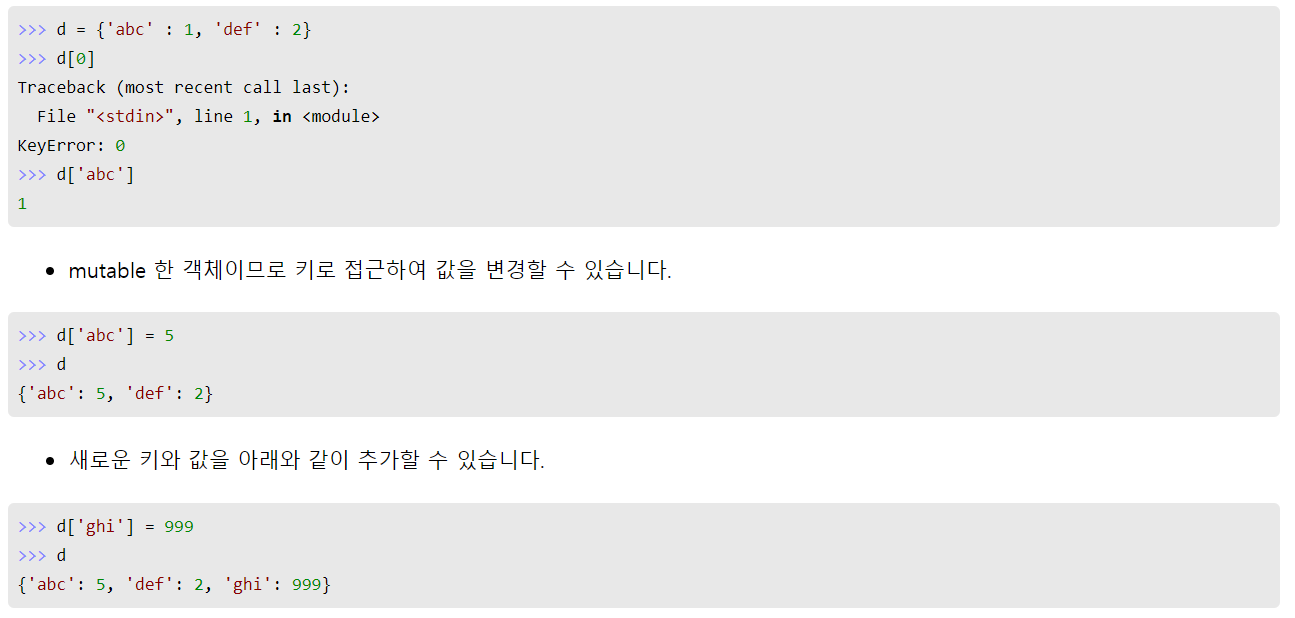 >>> d = {'abc' : 1, 'def' : 2}
>>> d[0]
Traceback (most recent call last):
  File "<stdin>", line 1, in <module>
KeyError: 0
>>> d['abc']
1
• mutable 한 객체이므로 키로 접근하여 값을 변경할 수 있습니다.
>>> d['abc'] = 5
>>> d
{'abc': 5, 'def': 2}
• 새로운 키와 값을 아래와 같이 추가할 수 있습니다.
>>> d['ghi'] = 999
>>> d
{'abc': 5, 'def': 2, 'ghi': 999}